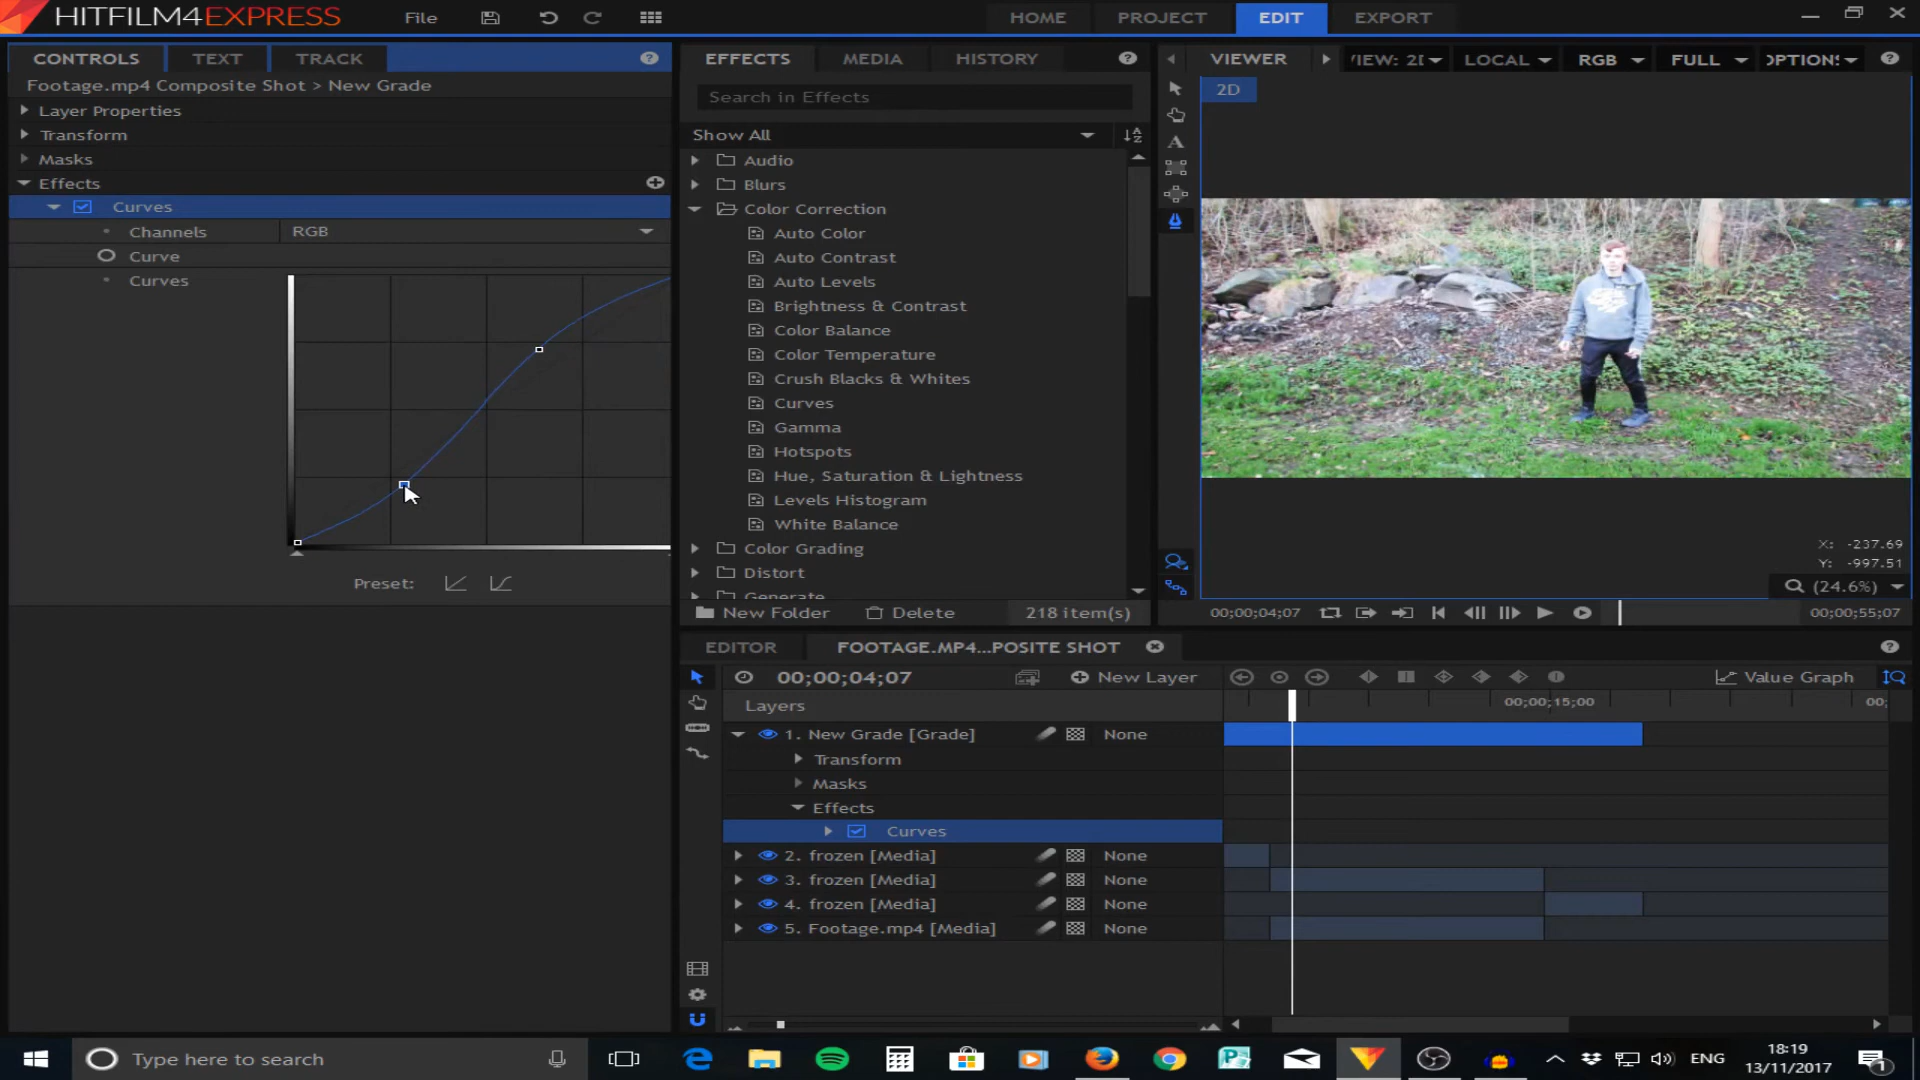 HITFILM4EXPRESS
File
HOME
PROJECT
EDIT
EXPORT
CONTROLS
TEXT
TRACK
Footage.mp4 Composite Shot > New Grade
Layer Properties
Transform
Masks
Effects
Curves
Channels
RGB
Curve
Curves
Preset:
EFFECTS
MEDIA
HISTORY
Search in Effects
Show All
Audio
Blurs
Color Correction
Auto Color
Auto Contrast
Auto Levels
Brightness & Contrast
Color Balance
Color Temperature
Crush Blacks & Whites
Curves
Gamma
Hotspots
Hue, Saturation & Lightness
Levels Histogram
White Balance
Color Grading
Distort
Generate
New Folder
Delete
218 item(s)
VIEWER
LOCAL
RGB
FULL
2D
X: -237.69
Y: -997.51
(24.6%)
00;00;04;07
00;00;55;07
EDITOR
FOOTAGE.MP4...POSITE SHOT
00;00;04;07
New Layer
Value Graph
Layers
00;00;15;00
00;
1. New Grade [Grade]
None
Transform
Masks
Effects
Curves
2. frozen [Media]
None
3. frozen [Media]
None
4. frozen [Media]
None
5. Footage.mp4 [Media]
None
Type here to search
ENG
18:19
13/11/2017
1